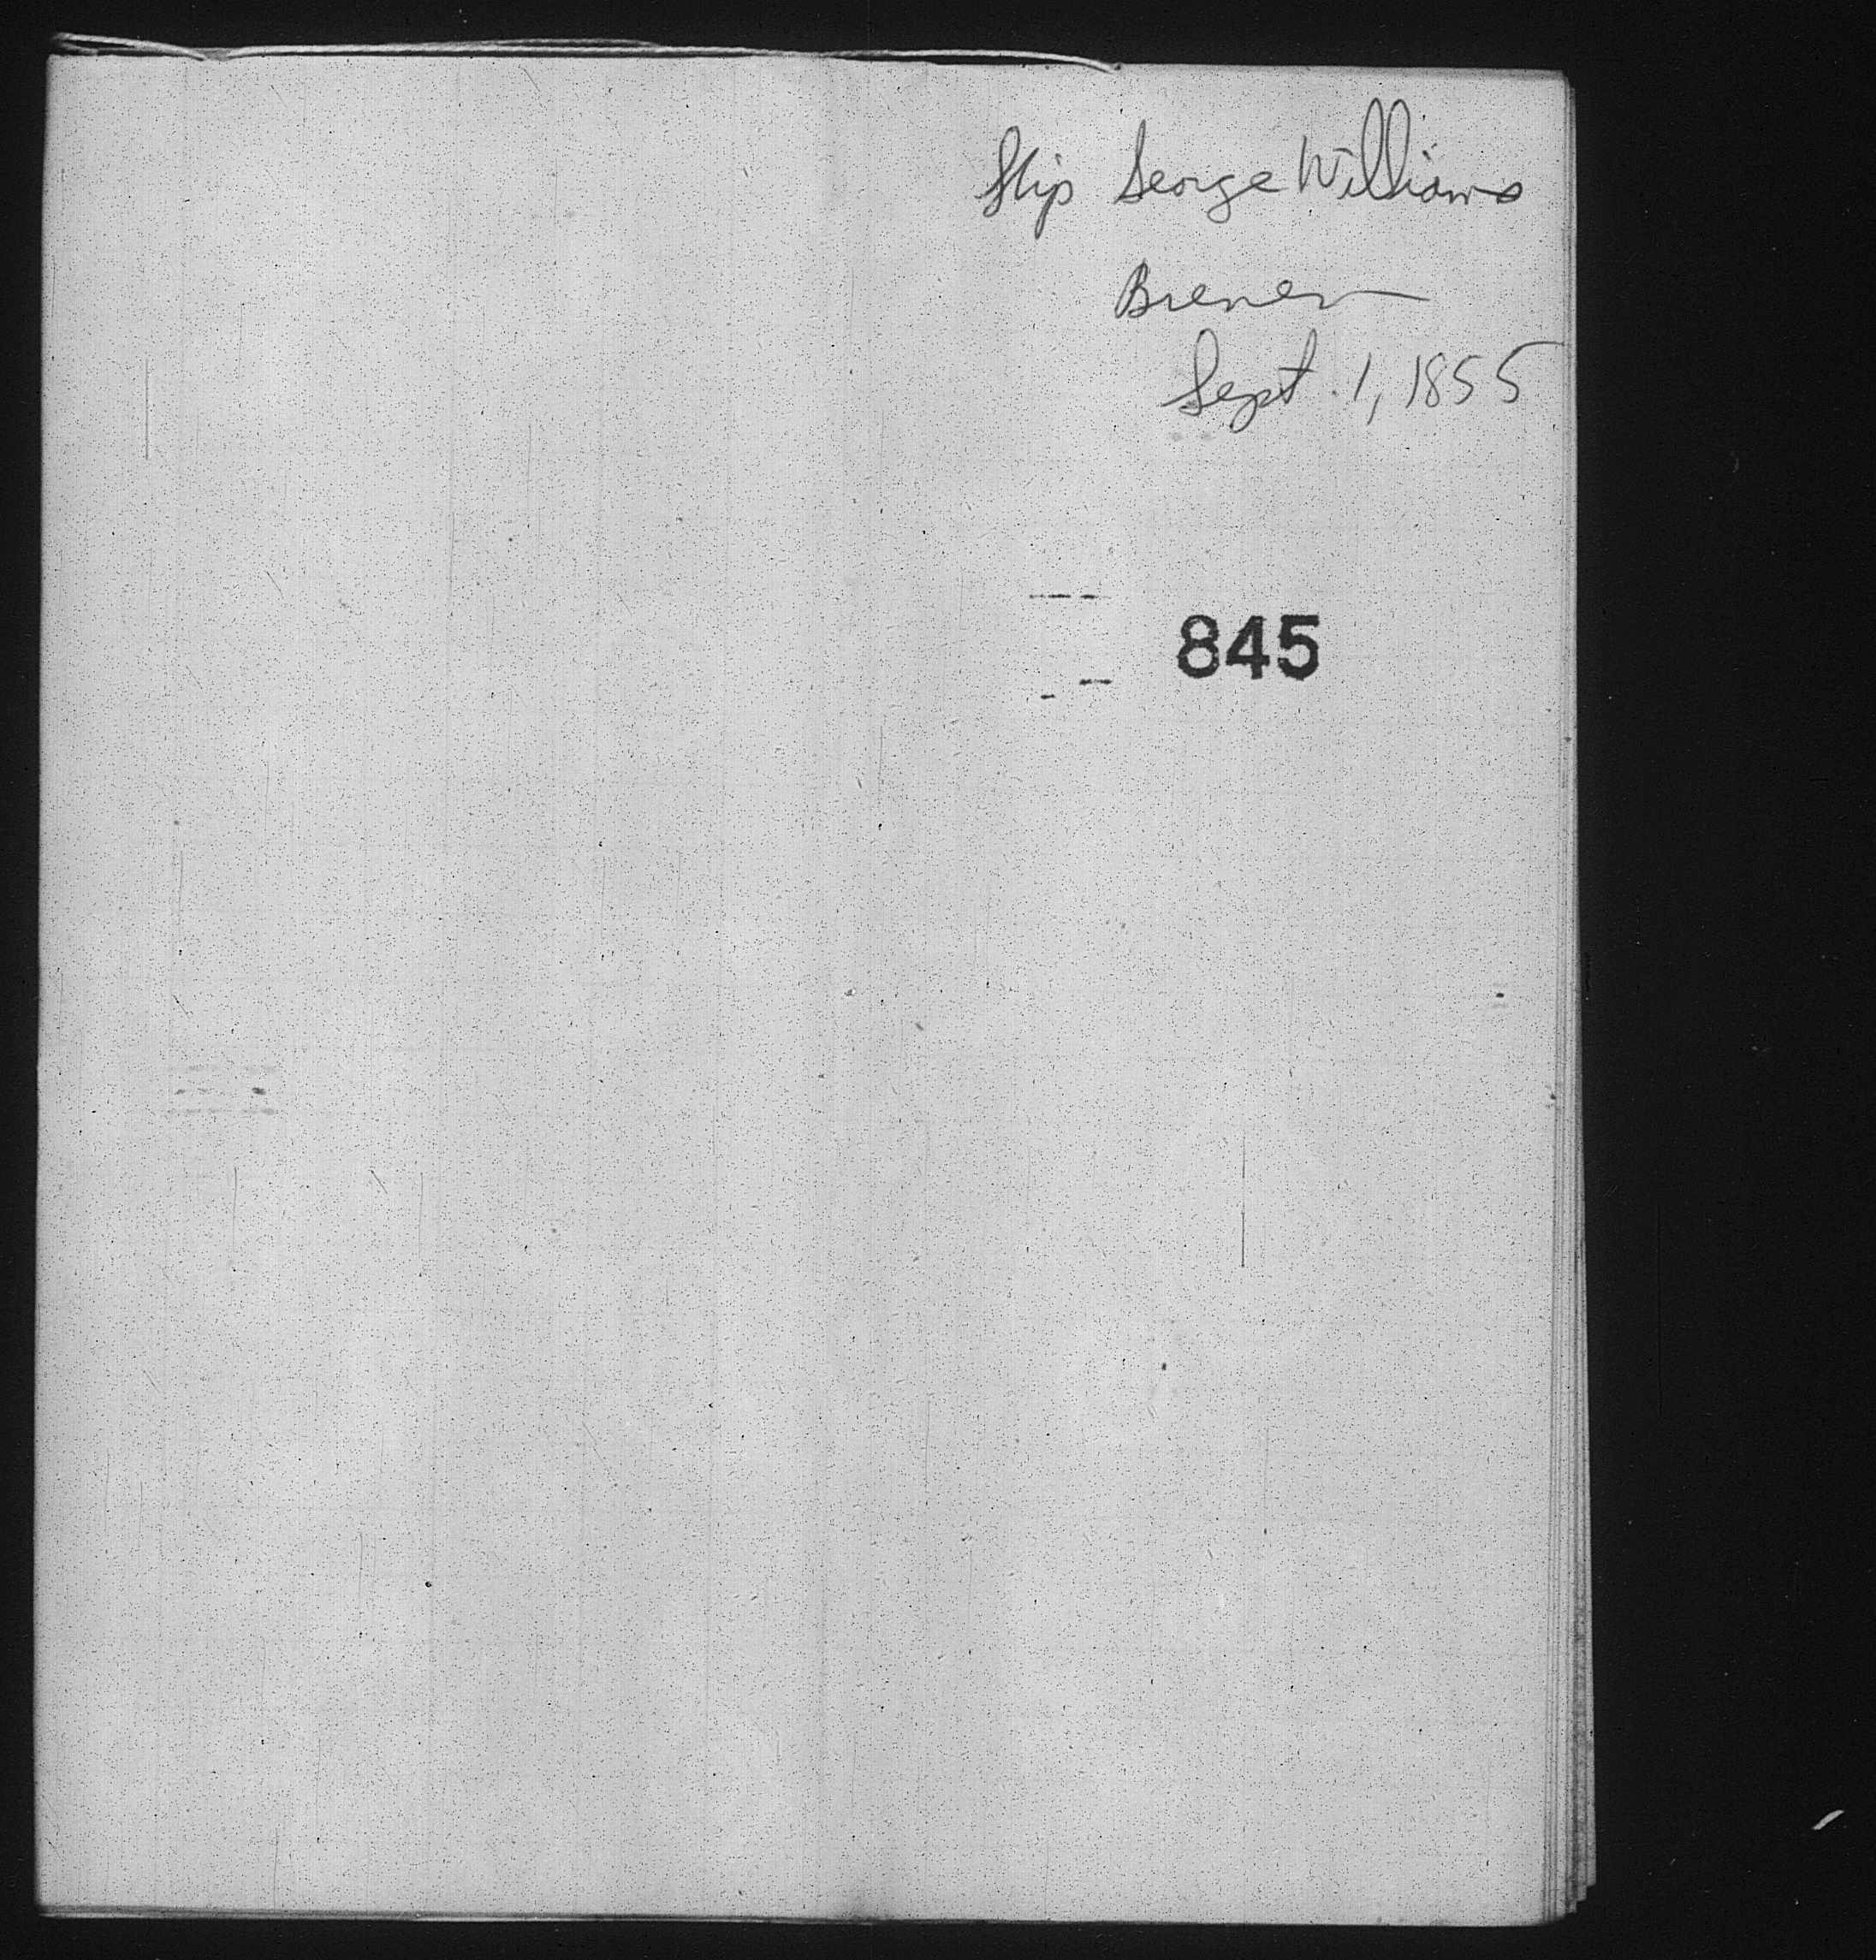 Ship George Williams
Bremen
Sept. 1, 1855
845